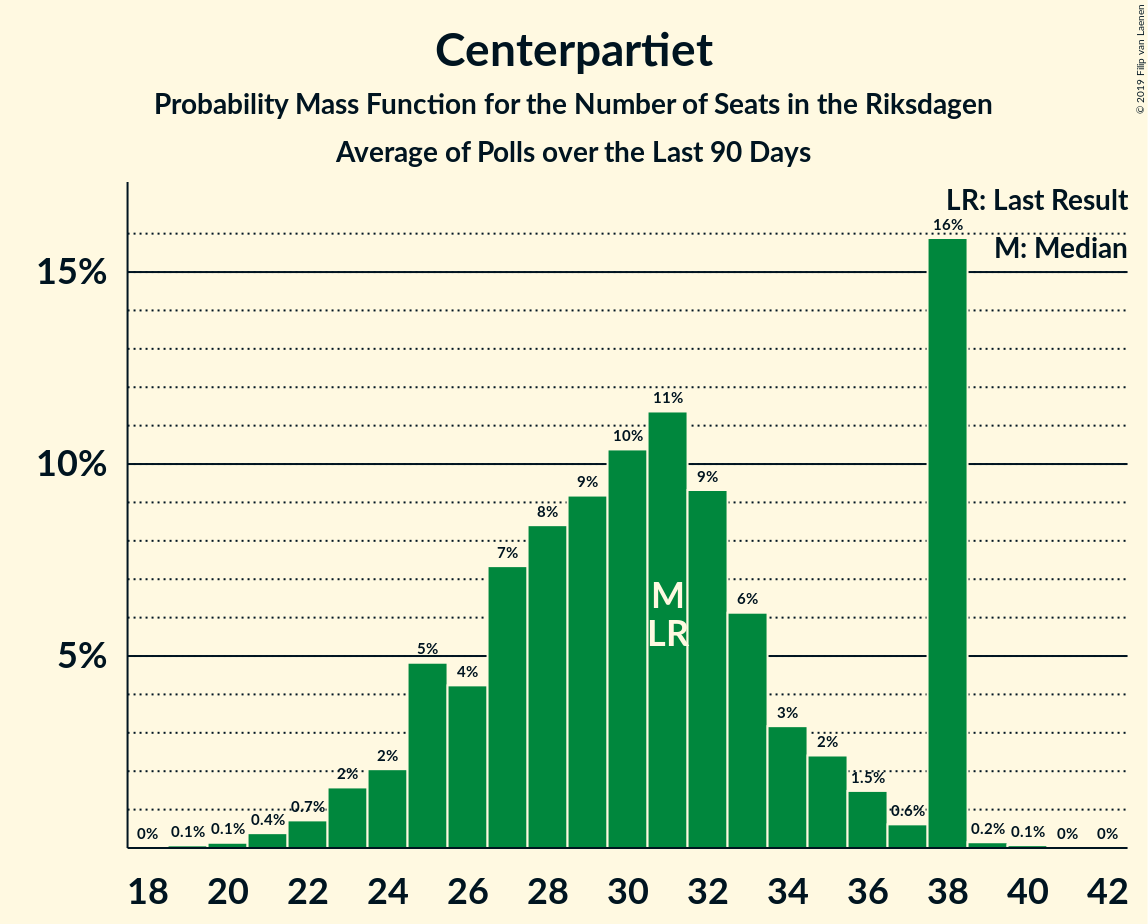 Centerpartiet
Probability Mass Function for the Number of Seats in the Riksdagen
Average of Polls over the Last 90 Days
© 2019 Filip van Laenen
LR: Last Result
M: Median
15%
10%
5%
0% 0.1% 0.1% 0.4% 0.7% 2% 2% 5% 4% 7% 8% 9% 10% 11% 9% 6% 3% 2% 1.5% 0.6% 16% 0.2% 0.1% 0% 0%
M
LR
18 20 22 24 26 28 30 32 34 36 38 40 42